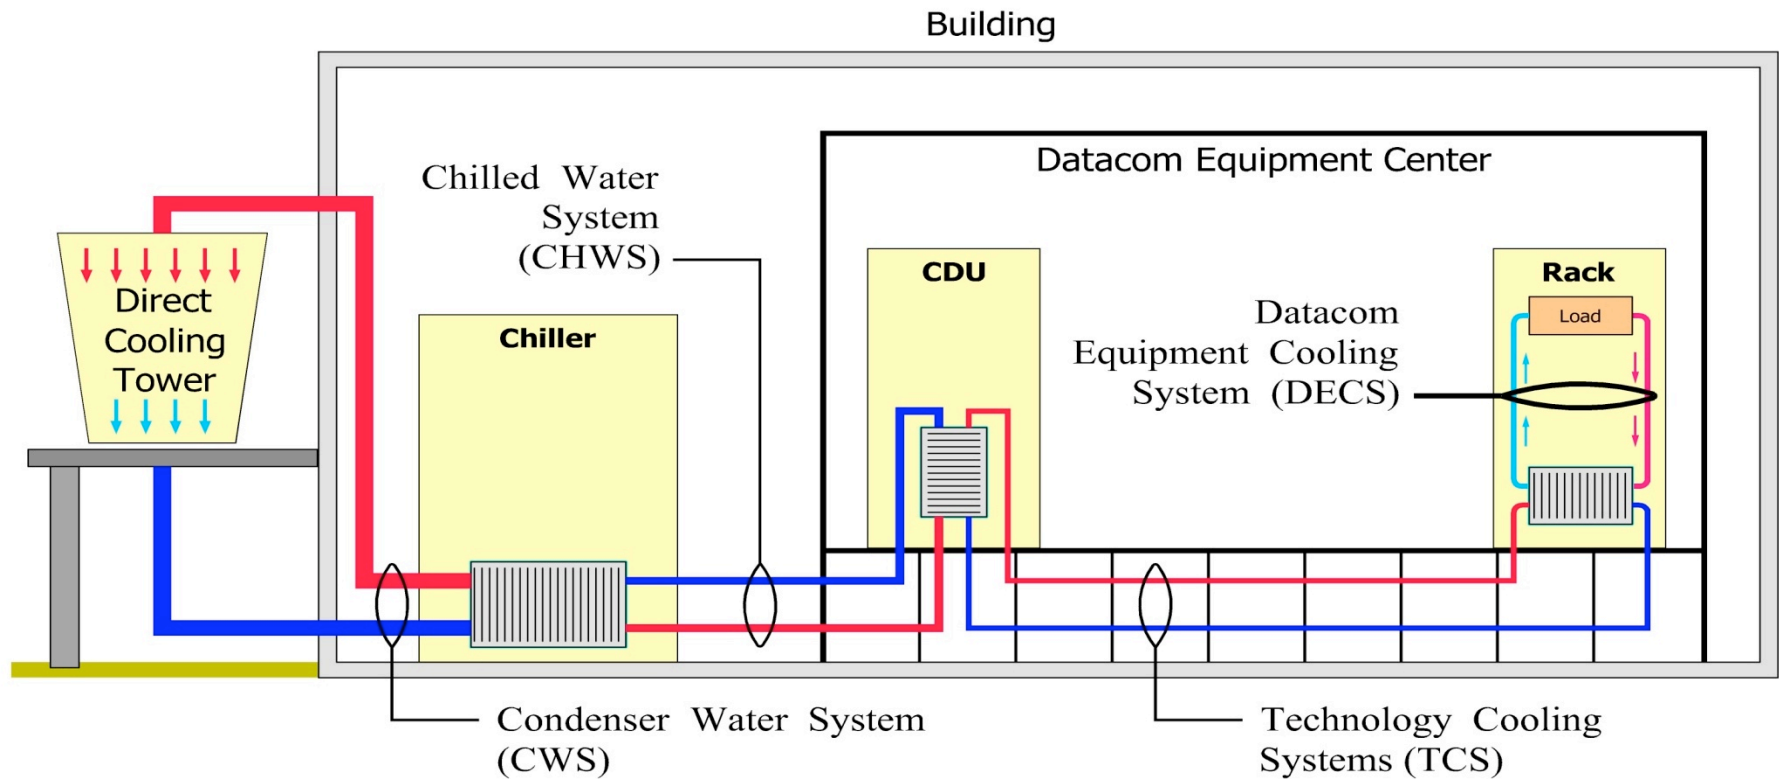 Building
Datacom Equipment Center
Chilled Water
System
(CHWS)
Direct
Cooling
Tower
Chiller
CDU
Rack
Load
Datacom
Equipment Cooling
System (DECS)
Condenser Water System
(CWS)
Technology Cooling
Systems (TCS)